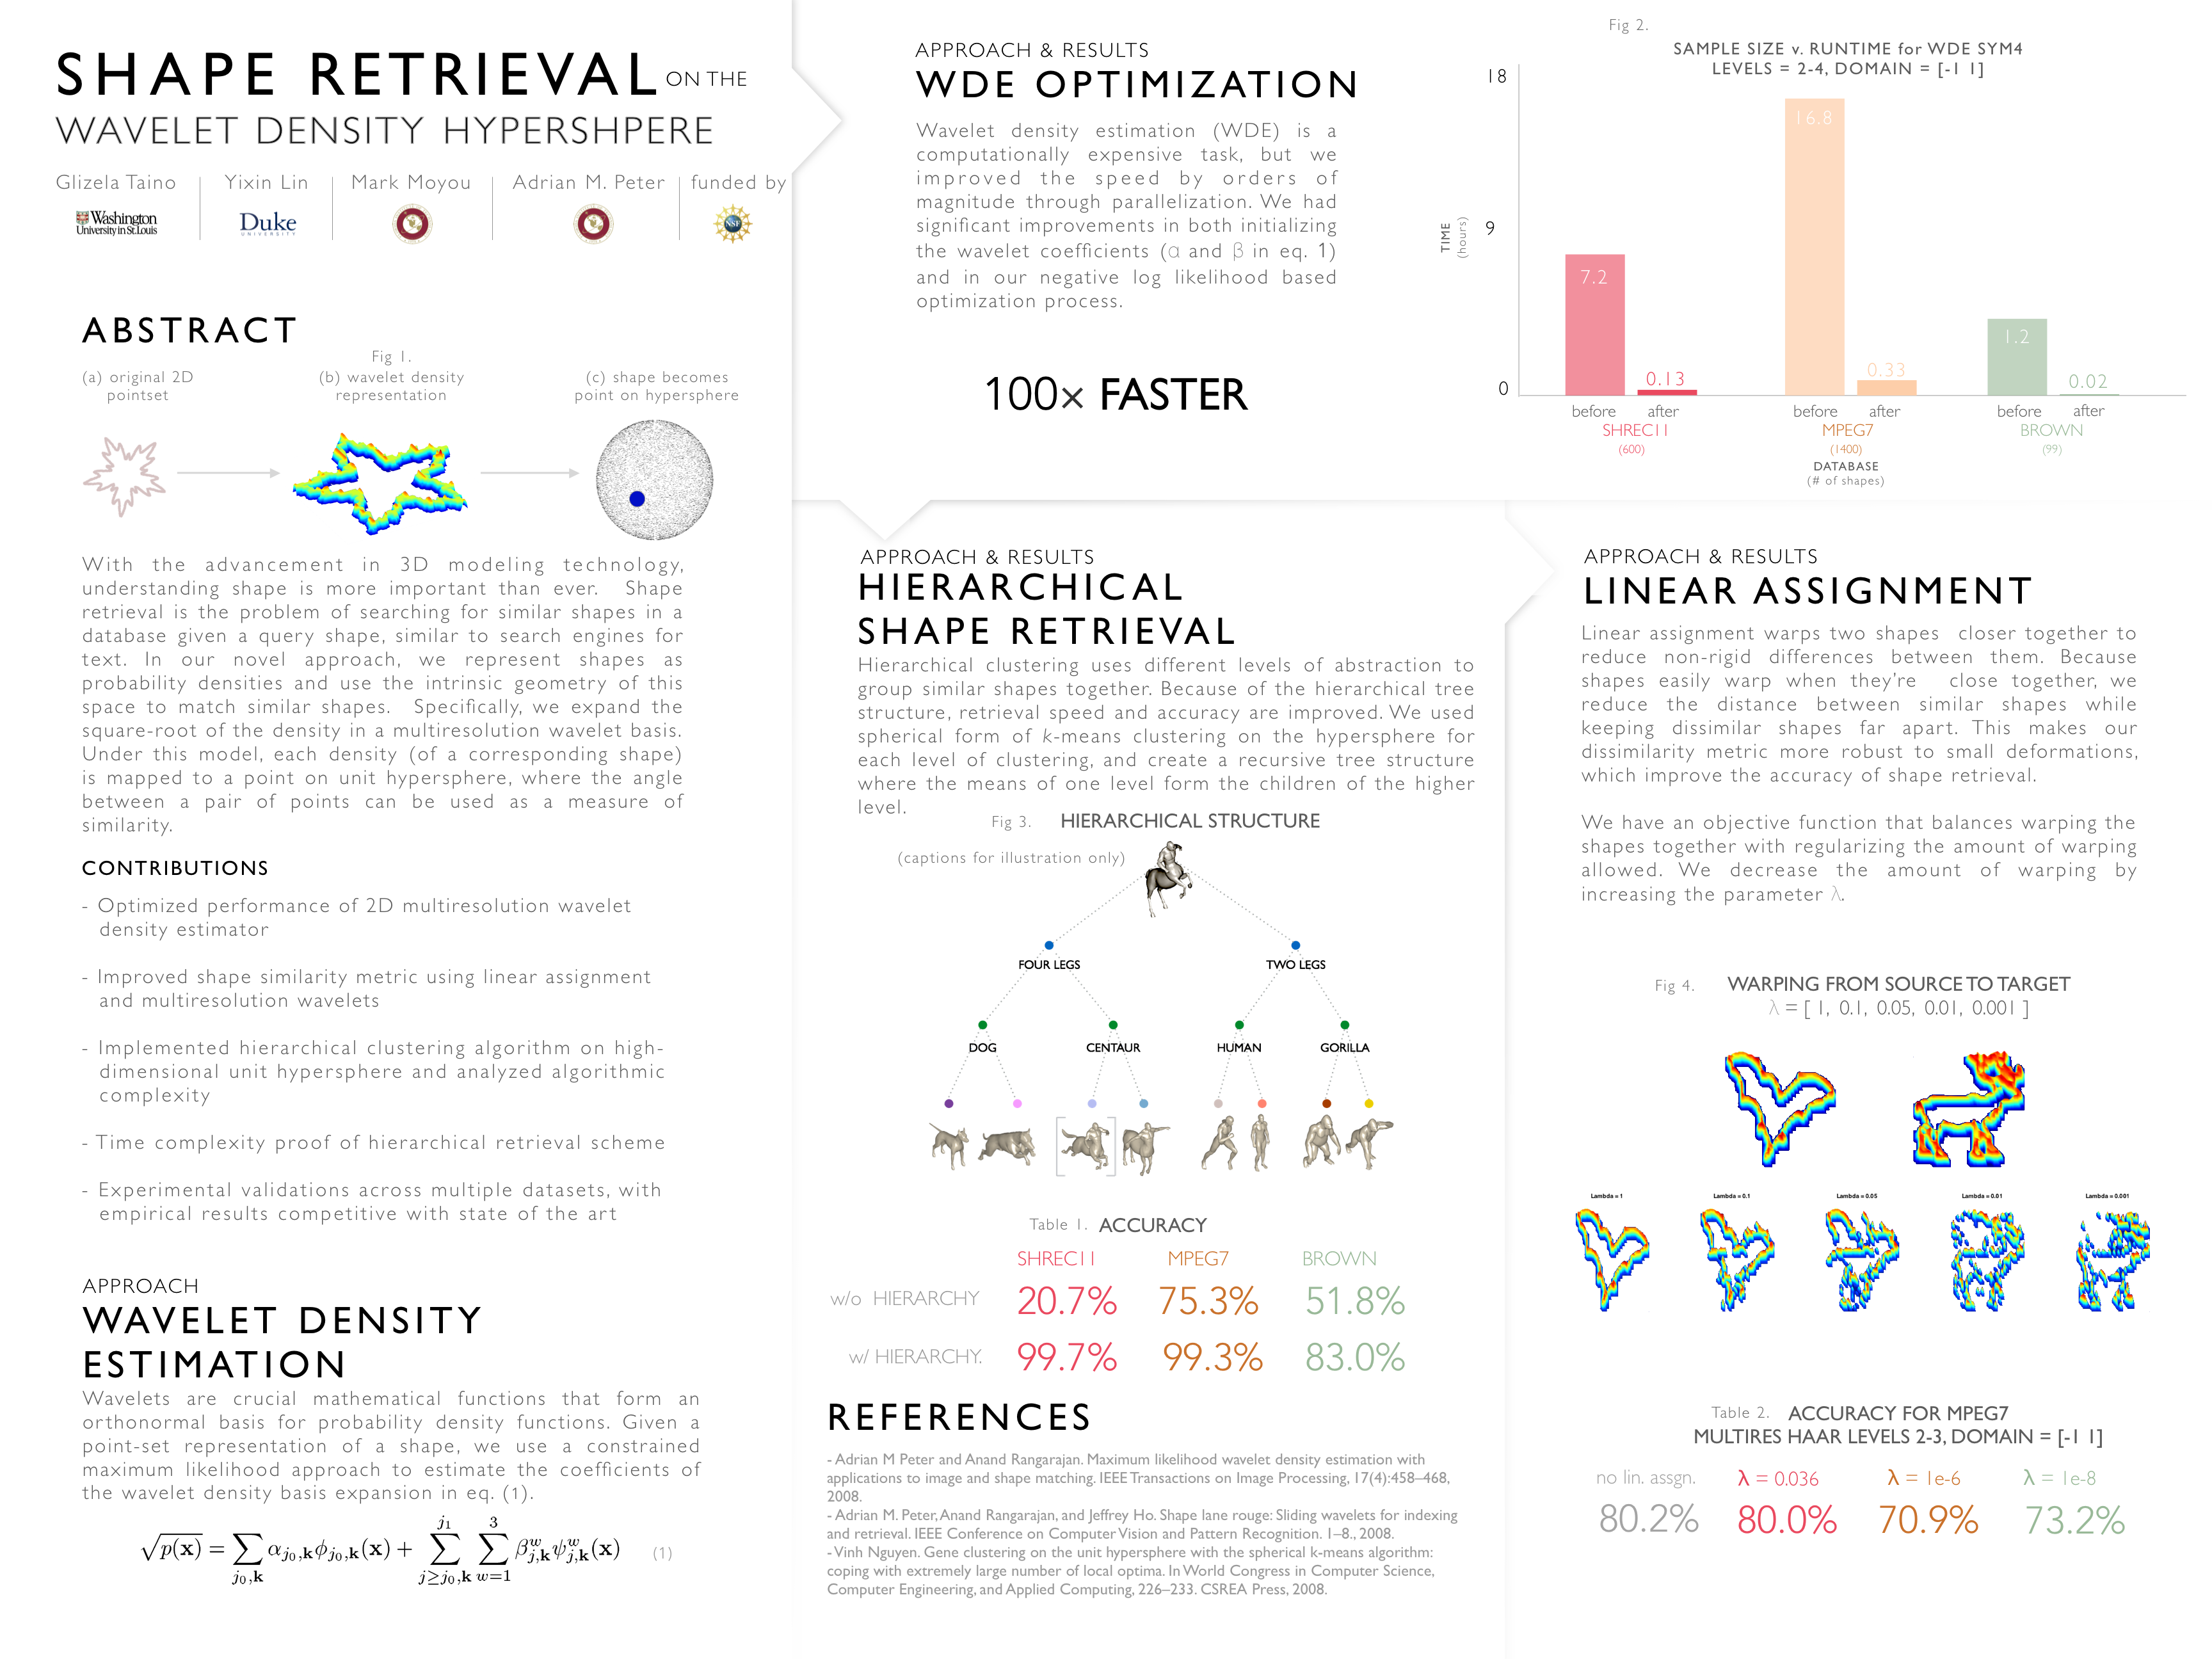 SHAPE RETRIEVAL ON THE
WAVELET DENSITY HYPERSHPERE
Glizela Taino
Yixin Lin
Mark Moyou
Adrian M. Peter
funded by
Washington
University in St.Louis
Duke
UNIVERSITY
NSF
ABSTRACT
Fig 1.
(a) original 2D
pointset
(b) wavelet density
representation
(c) shape becomes
point on hypersphere
With the advancement in 3D modeling technology,
understanding shape is more important than ever. Shape
retrieval is the problem of searching for similar shapes in a
database given a query shape, similar to search engines for
text. In our novel approach, we represent shapes as
probability densities and use the intrinsic geometry of this
space to match similar shapes. Specifically, we expand the
square-root of the density in a multiresolution wavelet basis.
Under this model, each density (of a corresponding shape)
is mapped to a point on unit hypersphere, where the angle
between a pair of points can be used as a measure of
similarity.
CONTRIBUTIONS
- Optimized performance of 2D multiresolution wavelet
density estimator
- Improved shape similarity metric using linear assignment
and multiresolution wavelets
- Implemented hierarchical clustering algorithm on high-
dimensional unit hypersphere and analyzed algorithmic
complexity
- Time complexity proof of hierarchical retrieval scheme
- Experimental validations across multiple datasets, with
empirical results competitive with state of the art
APPROACH
WAVELET DENSITY
ESTIMATION
Wavelets are crucial mathematical functions that form an
orthonormal basis for probability density functions. Given a
point-set representation of a shape, we use a constrained
maximum likelihood approach to estimate the coefficients of
the wavelet density basis expansion in eq. (1).
√p(x) = ∑_{j₀,k} α_{j₀,k} ϕ_{j₀,k}(x) + ∑_{j≥j₀,k}^{j₁} ∑_{w=1}^{3} β^w_{j,k} ψ^w_{j,k}(x) (1)
APPROACH & RESULTS
WDE OPTIMIZATION
Wavelet density estimation (WDE) is a
computationally expensive task, but we
improved the speed by orders of
magnitude through parallelization. We had
significant improvements in both initializing
the wavelet coefficients (α and β in eq. 1)
and in our negative log likelihood based
optimization process.
100× FASTER
Fig 2.
SAMPLE SIZE v. RUNTIME for WDE SYM4
LEVELS = 2-4, DOMAIN = [-1 1]
18
9
0
TIME
(hours)
7.2
0.13
16.8
0.33
1.2
0.02
before after
before after
before after
SHREC11
MPEG7
BROWN
(600)
(1400)
(99)
DATABASE
(# of shapes)
APPROACH & RESULTS
HIERARCHICAL
SHAPE RETRIEVAL
Hierarchical clustering uses different levels of abstraction to
group similar shapes together. Because of the hierarchical tree
structure, retrieval speed and accuracy are improved. We used
spherical form of k-means clustering on the hypersphere for
each level of clustering, and create a recursive tree structure
where the means of one level form the children of the higher
level.
Fig 3. HIERARCHICAL STRUCTURE
(captions for illustration only)
FOUR LEGS
TWO LEGS
DOG
CENTAUR
HUMAN
GORILLA
Table 1. ACCURACY
SHREC11 MPEG7 BROWN
w/o HIERARCHY 20.7% 75.3% 51.8%
w/ HIERARCHY. 99.7% 99.3% 83.0%
REFERENCES
- Adrian M Peter and Anand Rangarajan. Maximum likelihood wavelet density estimation with
applications to image and shape matching. IEEE Transactions on Image Processing, 17(4):458–468,
2008.
- Adrian M. Peter, Anand Rangarajan, and Jeffrey Ho. Shape lane rouge: Sliding wavelets for indexing
and retrieval. IEEE Conference on Computer Vision and Pattern Recognition. 1–8., 2008.
- Vinh Nguyen. Gene clustering on the unit hypersphere with the spherical k-means algorithm:
coping with extremely large number of local optima. In World Congress in Computer Science,
Computer Engineering, and Applied Computing, 226–233. CSREA Press, 2008.
APPROACH & RESULTS
LINEAR ASSIGNMENT
Linear assignment warps two shapes closer together to
reduce non-rigid differences between them. Because
shapes easily warp when they're close together, we
reduce the distance between similar shapes while
keeping dissimilar shapes far apart. This makes our
dissimilarity metric more robust to small deformations,
which improve the accuracy of shape retrieval.
We have an objective function that balances warping the
shapes together with regularizing the amount of warping
allowed. We decrease the amount of warping by
increasing the parameter λ.
Fig 4. WARPING FROM SOURCE TO TARGET
λ = [ 1, 0.1, 0.05, 0.01, 0.001 ]
Lambda = 1
Lambda = 0.1
Lambda = 0.05
Lambda = 0.01
Lambda = 0.001
Table 2. ACCURACY FOR MPEG7
MULTIRES HAAR LEVELS 2-3, DOMAIN = [-1 1]
no lin. assgn. λ = 0.036 λ = 1e-6 λ = 1e-8
80.2% 80.0% 70.9% 73.2%